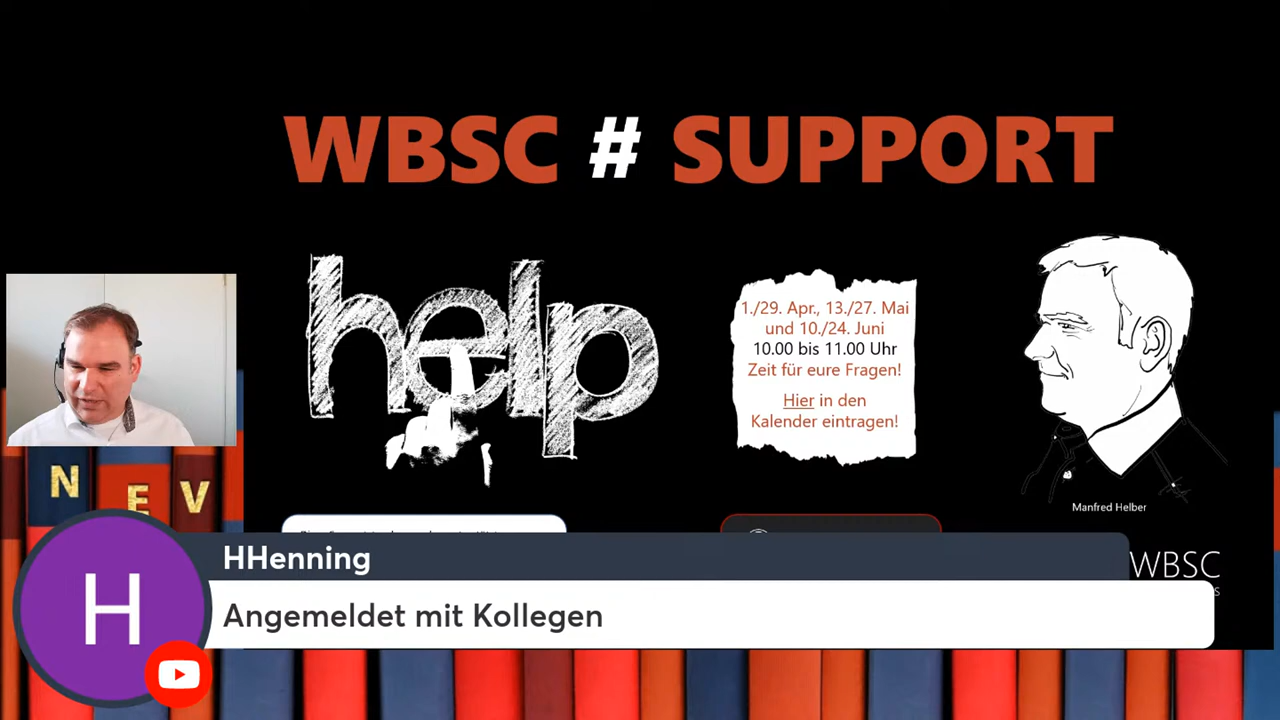 WBSC # SUPPORT
help
1./29. Apr., 13./27. Mai
und 10./24. Juni
10.00 bis 11.00 Uhr
Zeit für eure Fragen!
Hier in den
Kalender eintragen!
Manfred Helber
N E V
WBSC
HHenning
H
Angemeldet mit Kollegen